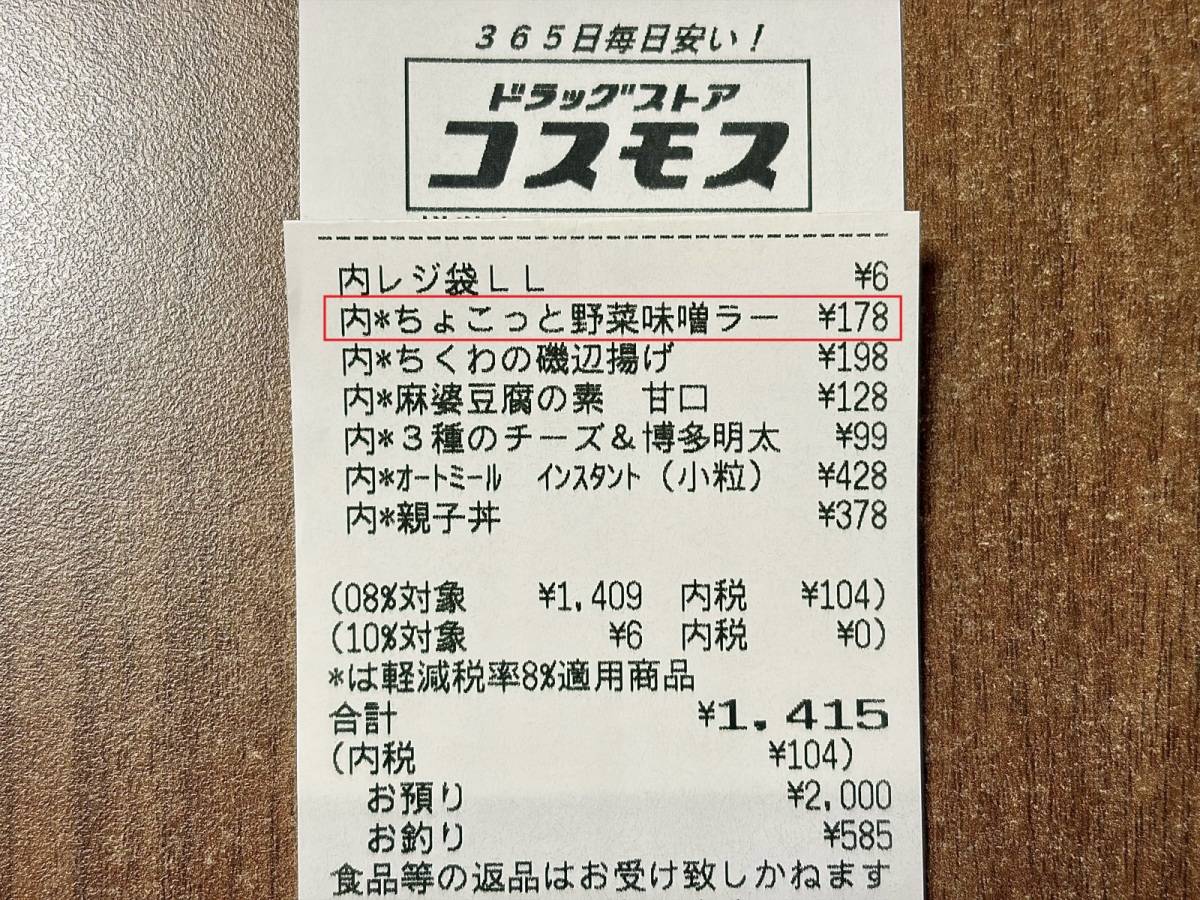 ３６５日毎日安い！
ドラッグストア
コスモス
内レジ袋ＬＬ ¥6
内*ちょこっと野菜味噌ラー ¥178
内*ちくわの磯辺揚げ ¥198
内*麻婆豆腐の素　甘口 ¥128
内*３種のチーズ＆博多明太 ¥99
内*ｵｰﾄﾐｰﾙ　ｲﾝｽﾀﾝﾄ（小粒） ¥428
内*親子丼 ¥378
(08%対象 ¥1,409 内税 ¥104)
(10%対象 ¥6 内税 ¥0)
*は軽減税率8%適用商品
合計 ¥1,415
(内税 ¥104)
お預り ¥2,000
お釣り ¥585
食品等の返品はお受け致しかねます